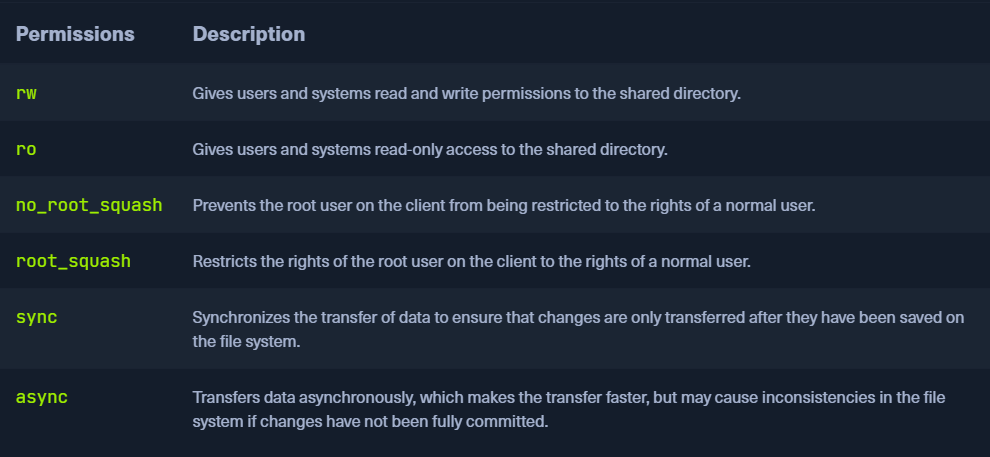 Permissions Description
rw Gives users and systems read and write permissions to the shared directory.
ro Gives users and systems read-only access to the shared directory.
no_root_squash Prevents the root user on the client from being restricted to the rights of a normal user.
root_squash Restricts the rights of the root user on the client to the rights of a normal user.
sync Synchronizes the transfer of data to ensure that changes are only transferred after they have been saved on
the file system.
async Transfers data asynchronously, which makes the transfer faster, but may cause inconsistencies in the file
system if changes have not been fully committed.